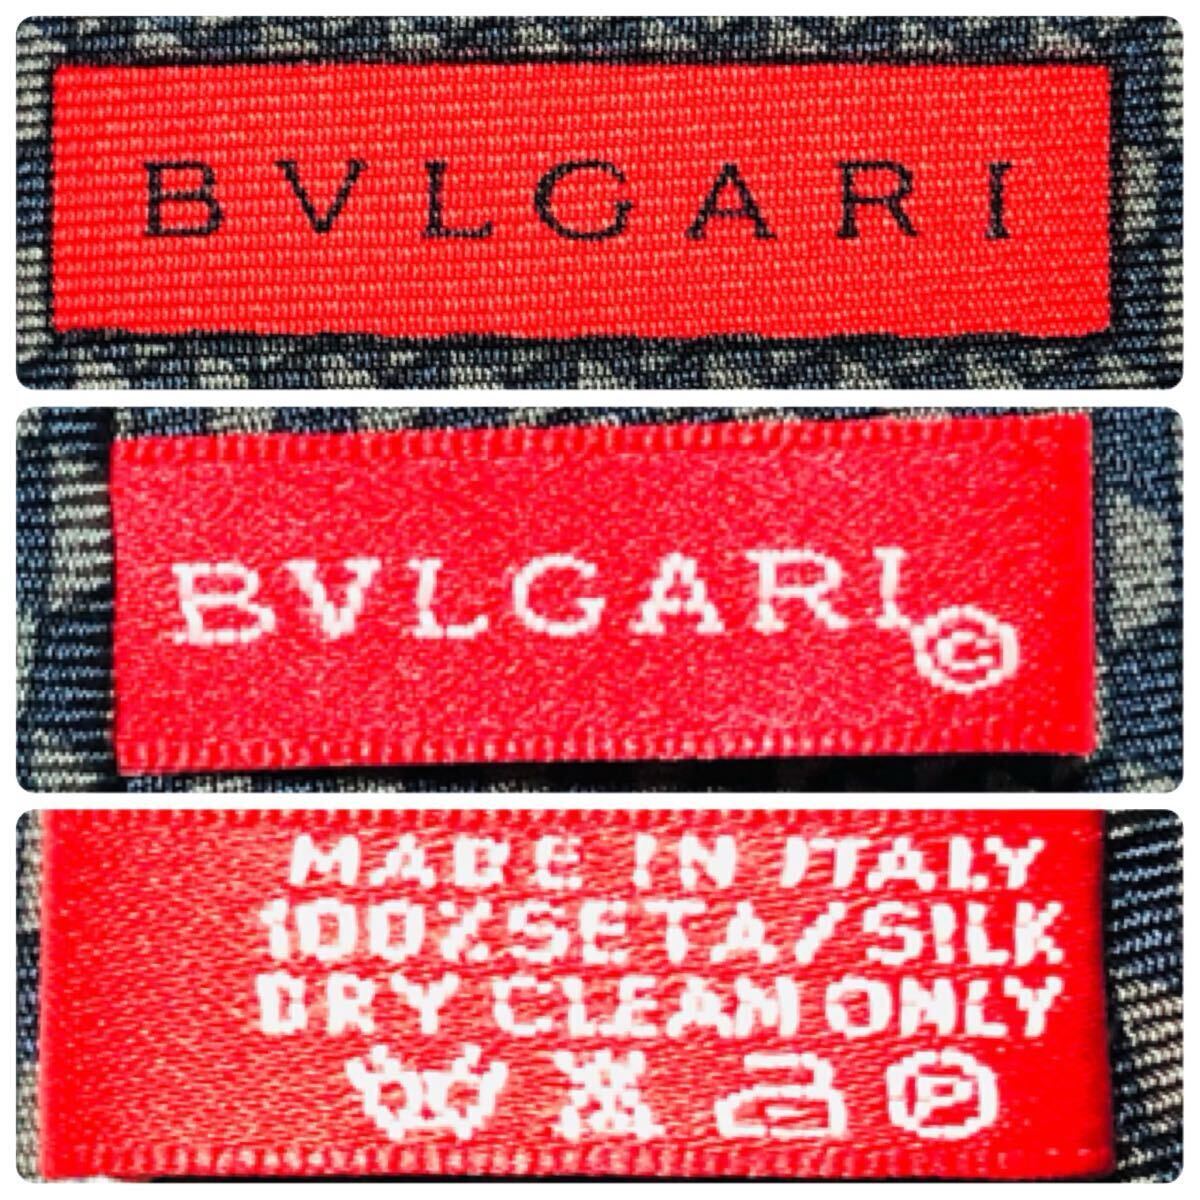 BVLGARI
BVLGARI©
MADE IN ITALY
100%SETA/SILK
DRY CLEAN ONLY
P